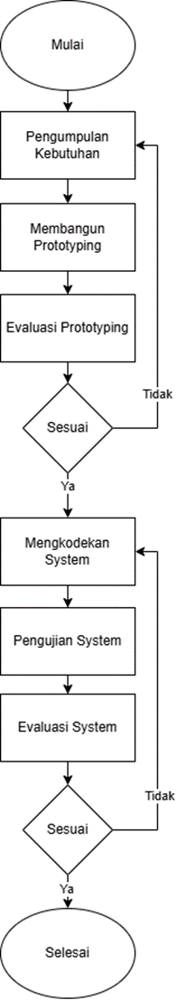 Mulai
Pengumpulan
Kebutuhan
Membangun
Prototyping
Evaluasi Prototyping
Tidak
Sesuai
Ya
Mengkodekan
System
Pengujian System
Evaluasi System
Tidak
Sesuai
Ya
Selesai